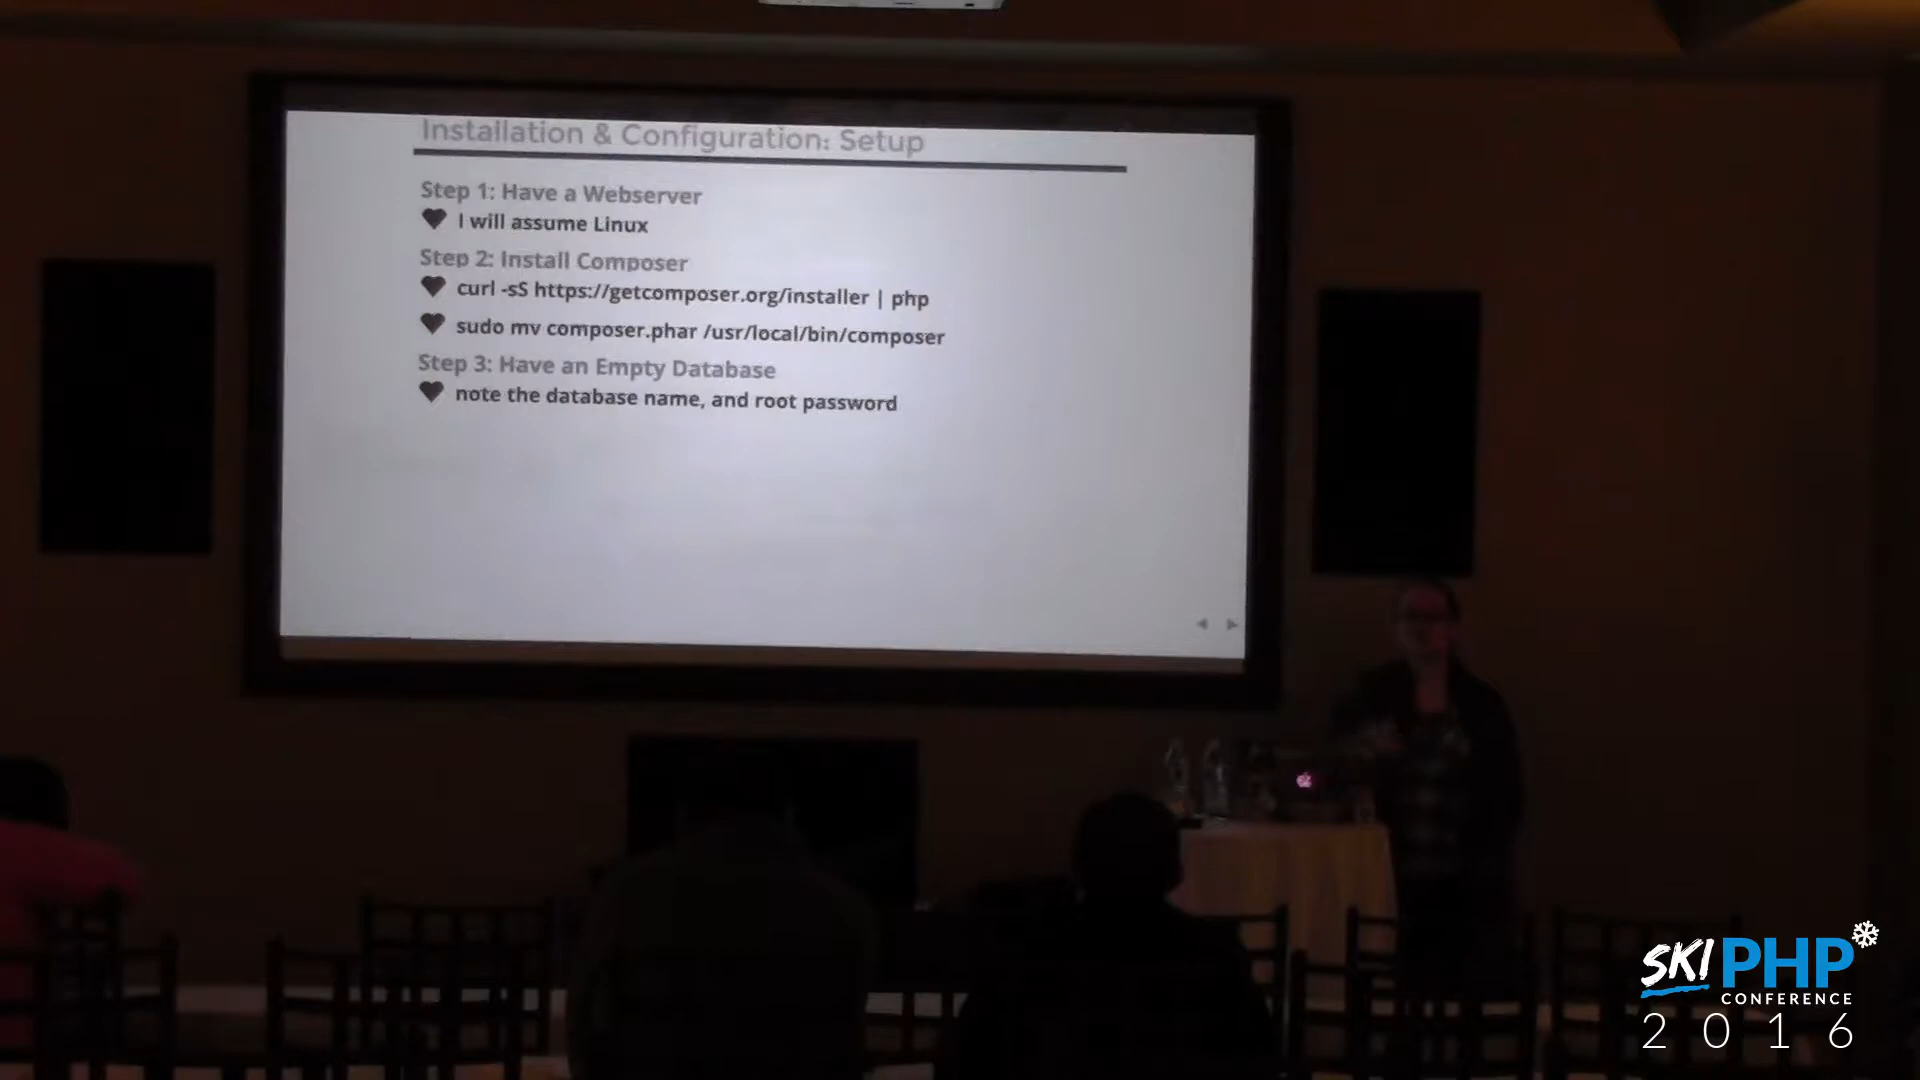 Installation & Configuration: Setup
Step 1: Have a Webserver
I will assume Linux
Step 2: Install Composer
curl -sS https://getcomposer.org/installer | php
sudo mv composer.phar /usr/local/bin/composer
Step 3: Have an Empty Database
note the database name, and root password
SKI PHP
CONFERENCE
2016